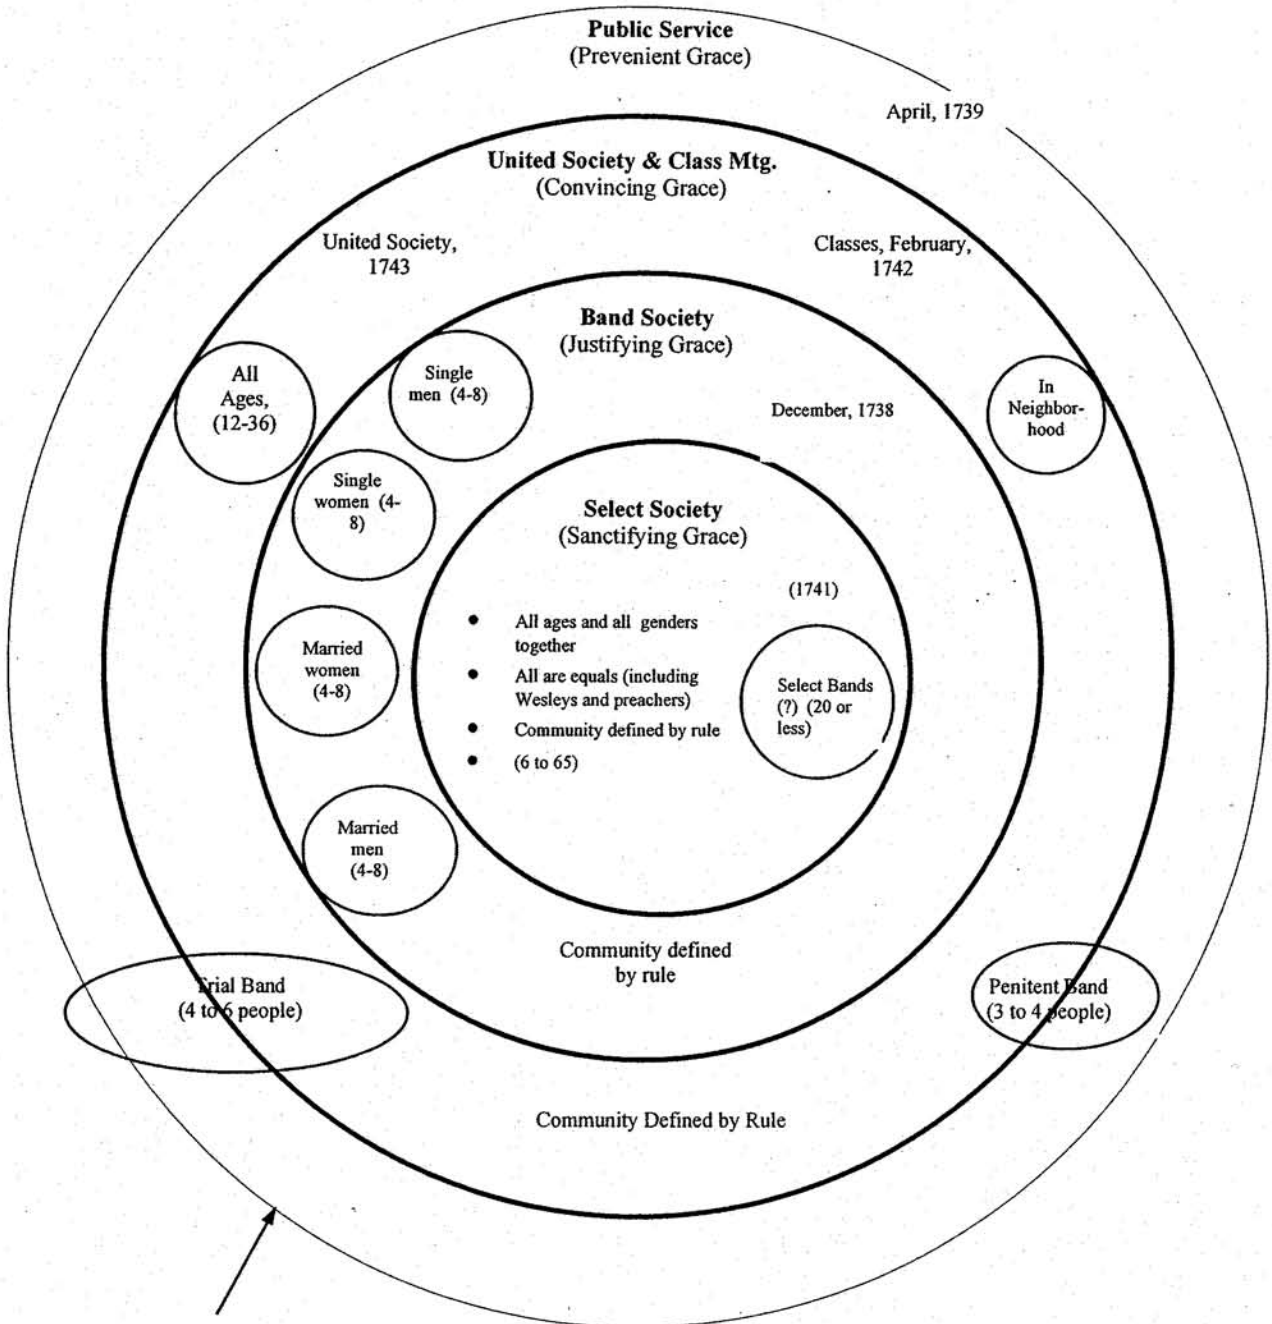 Public Service
(Prevenient Grace)
April, 1739
United Society & Class Mtg.
(Convincing Grace)
United Society,
1743
Classes, February,
1742
Band Society
(Justifying Grace)
All
Ages,
(12-36)
Single
men (4-8)
December, 1738
In
Neighbor-
hood
Single
women (4-
8)
Select Society
(Sanctifying Grace)
(1741)
• All ages and all genders
together
• All are equals (including
Wesleys and preachers)
• Community defined by rule
• (6 to 65)
Married
women
(4-8)
Select Bands
(?) (20 or
less)
Married
men
(4-8)
Community defined
by rule
Trial Band
(4 to 6 people)
Penitent Band
(3 to 4 people)
Community Defined by Rule